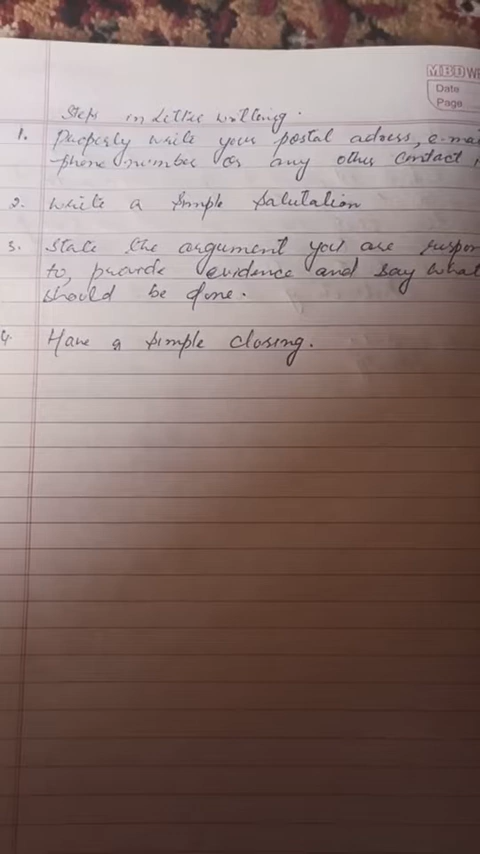 MBD
Date
Page
Steps in Letter writing.
1. Properly write your postal adress, e-mai
phone number or any other contact
2. Write a Simple Salutation
3. State the argument you are respon
to, provide evidence and say what
should be done.
4. Have a simple closing.